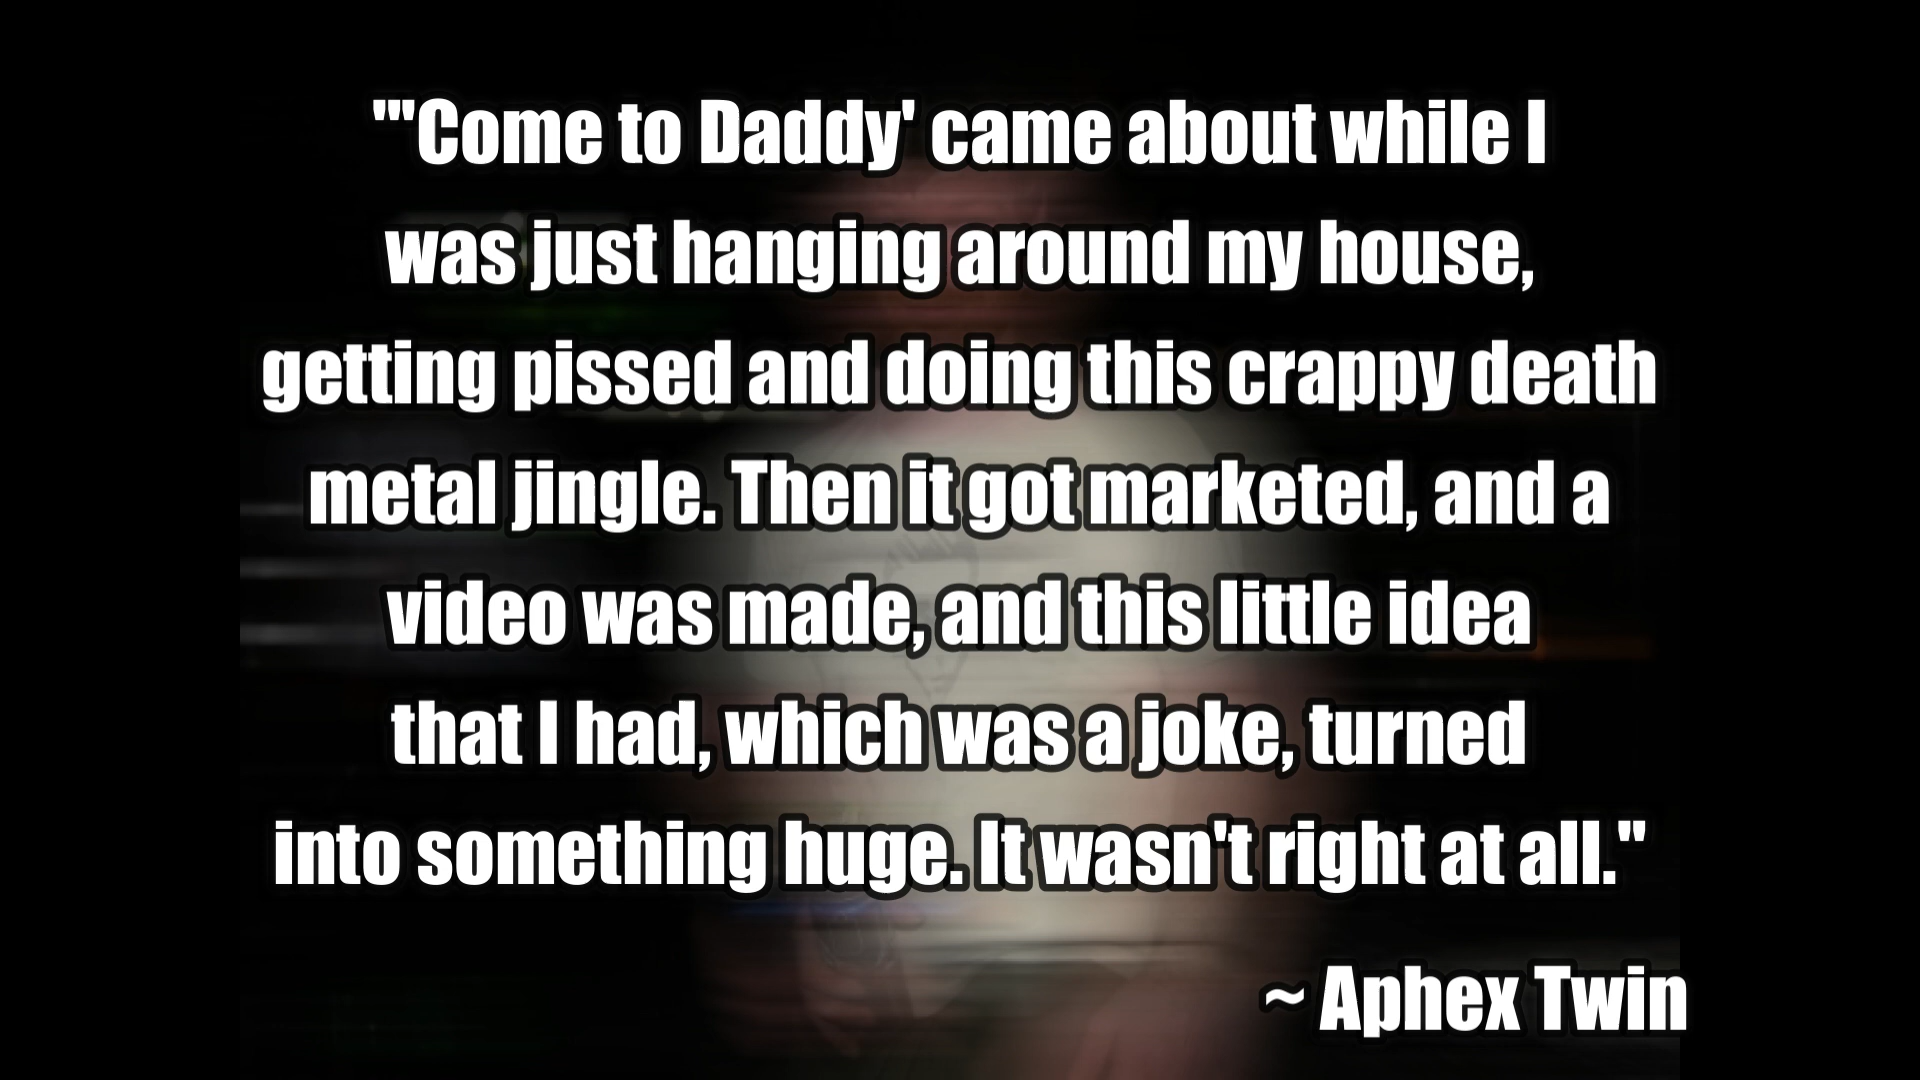 "'Come to Daddy' came about while I
was just hanging around my house,
getting pissed and doing this crappy death
metal jingle. Then it got marketed, and a
video was made, and this little idea
that I had, which was a joke, turned
into something huge. It wasn't right at all."
~ Aphex Twin